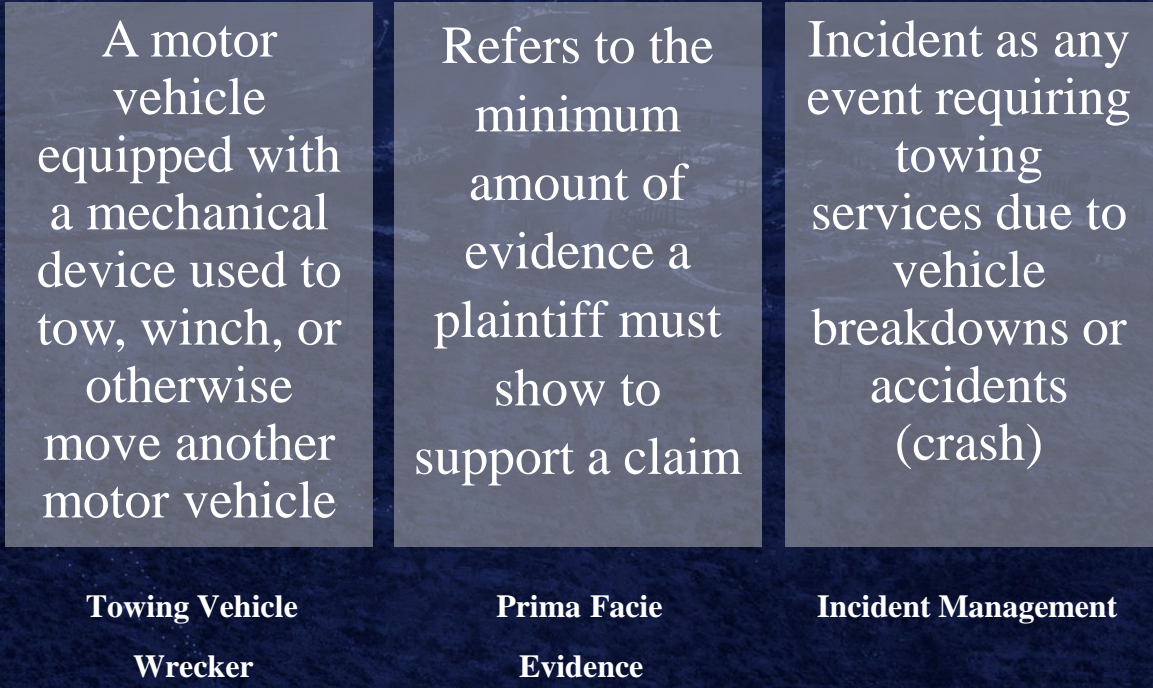 A motor
vehicle
equipped with
a mechanical
device used to
tow, winch, or
otherwise
move another
motor vehicle
Towing Vehicle
Wrecker
Refers to the
minimum
amount of
evidence a
plaintiff must
show to
support a claim
Prima Facie
Evidence
Incident as any
event requiring
towing
services due to
vehicle
breakdowns or
accidents
(crash)
Incident Management